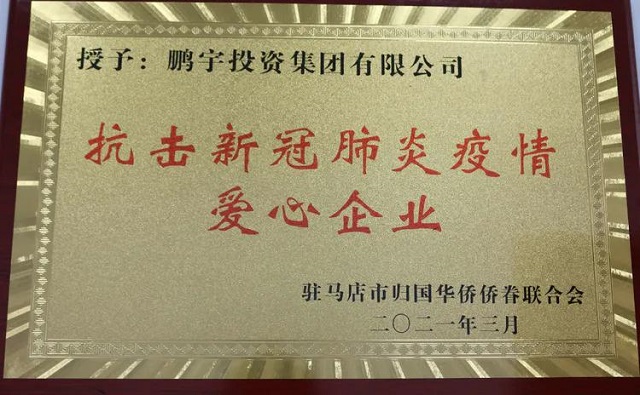 授予：鹏宇投资集团有限公司
抗击新冠肺炎疫情
爱心企业
驻马店市归国华侨侨眷联合会
二〇二一年三月